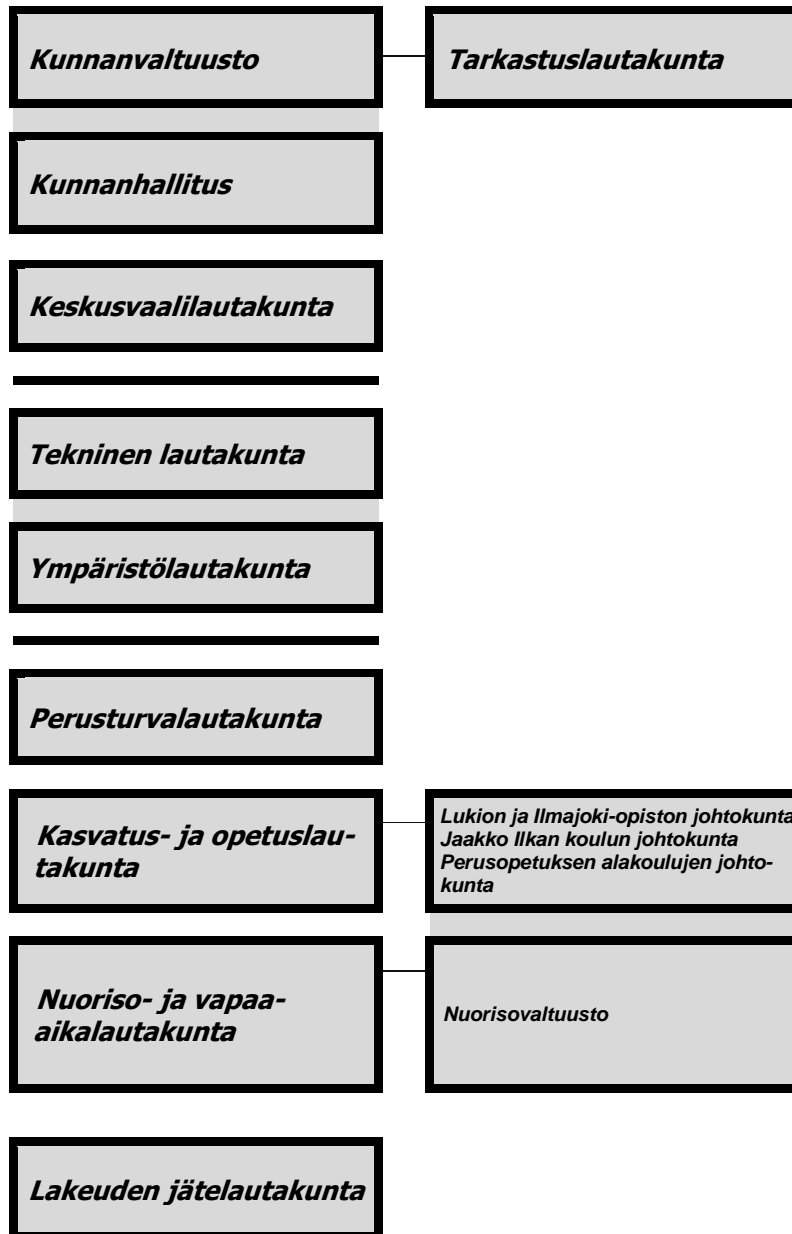 Kunnanvaltuusto
Tarkastuslautakunta
Kunnanhallitus
Keskusvaalilautakunta
Tekninen lautakunta
Ympäristölautakunta
Perusturvalautakunta
Kasvatus- ja opetuslau-
takunta
Lukion ja Ilmajoki-opiston johtokunta
Jaakko Ilkan koulun johtokunta
Perusopetuksen alakoulujen johto-
kunta
Nuoriso- ja vapaa-
aikalautakunta
Nuorisovaltuusto
Lakeuden jätelautakunta